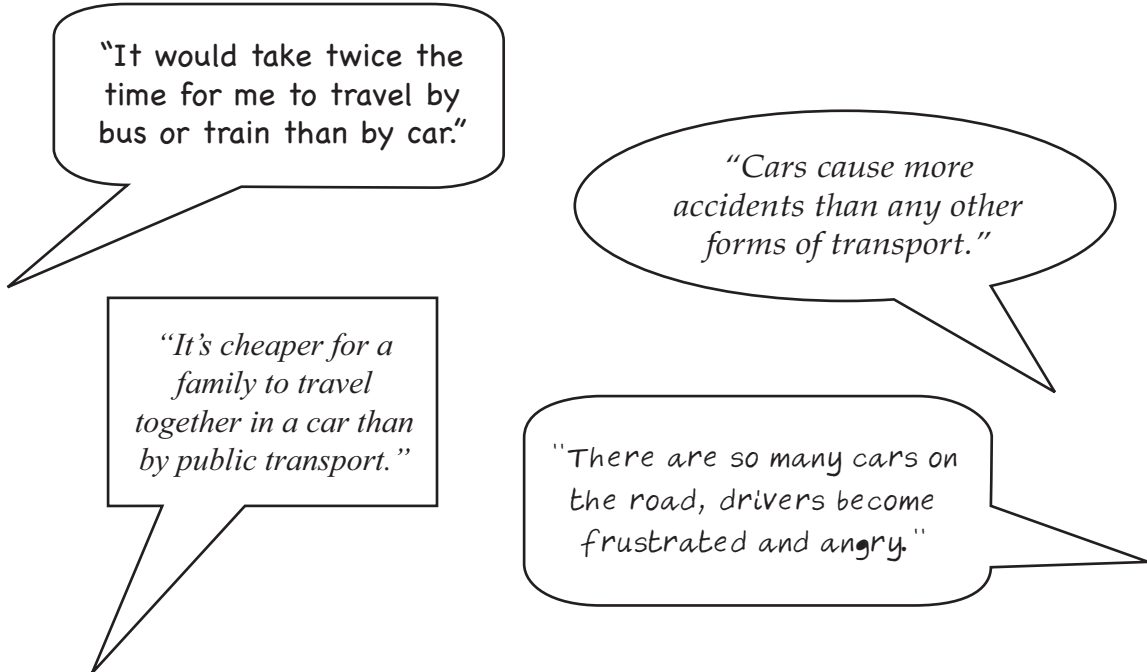 “It would take twice the
time for me to travel by
bus or train than by car.”
“Cars cause more
accidents than any other
forms of transport.”
“It’s cheaper for a
family to travel
together in a car than
by public transport.”
"There are so many cars on
the road, drivers become
frustrated and angry."